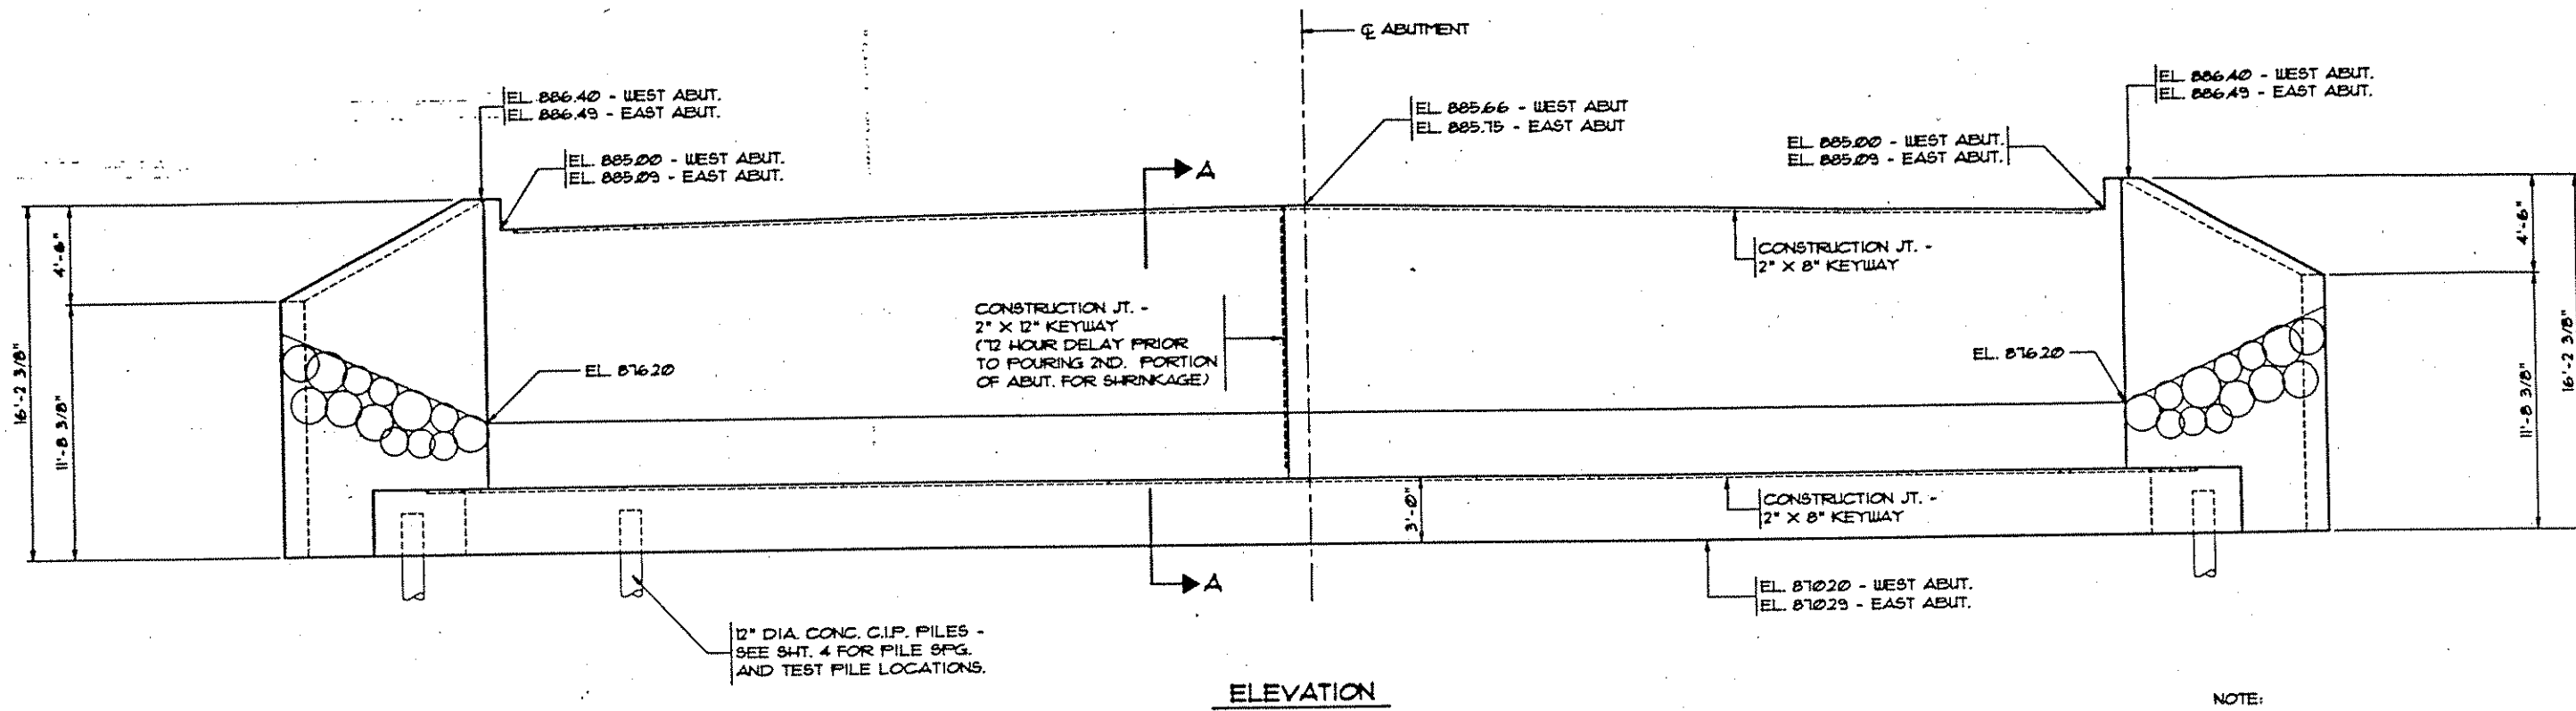 ℄ ABUTMENT
EL. 886.40 - WEST ABUT.
EL. 886.49 - EAST ABUT.
EL. 885.00 - WEST ABUT.
EL. 885.09 - EAST ABUT.
A
EL. 885.66 - WEST ABUT
EL. 885.75 - EAST ABUT
EL. 885.00 - WEST ABUT.
EL. 885.09 - EAST ABUT.
EL. 886.40 - WEST ABUT.
EL. 886.49 - EAST ABUT.
4'-6"
11'-8 3/8"
16'-2 3/8"
EL. 876.20
CONSTRUCTION JT. -
2" X 12" KEYWAY
(72 HOUR DELAY PRIOR
TO POURING 2ND. PORTION
OF ABUT. FOR SHRINKAGE)
CONSTRUCTION JT. -
2" X 8" KEYWAY
EL. 876.20
4'-6"
11'-8 3/8"
16'-2 3/8"
3'-0"
CONSTRUCTION JT. -
2" X 8" KEYWAY
A
EL. 870.20 - WEST ABUT.
EL. 870.29 - EAST ABUT.
12" DIA. CONC. C.I.P. PILES -
SEE SHT. 4 FOR PILE SPG.
AND TEST PILE LOCATIONS.
ELEVATION
NOTE: